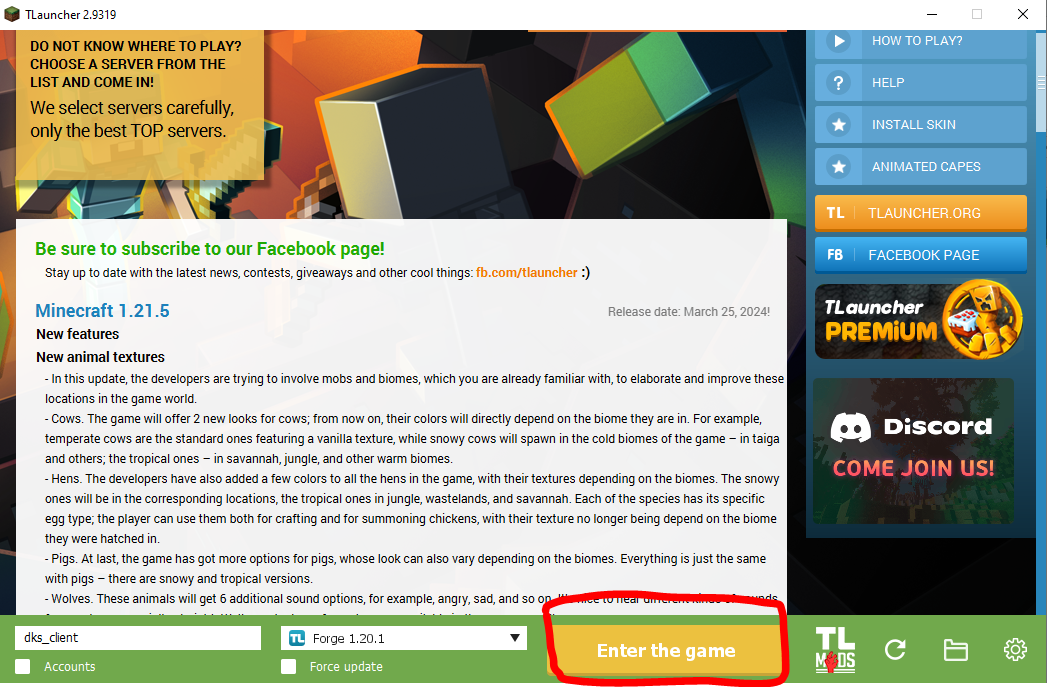 TLauncher 2.9319
DO NOT KNOW WHERE TO PLAY?
CHOOSE A SERVER FROM THE
LIST AND COME IN!
We select servers carefully,
only the best TOP servers.
HOW TO PLAY?
? HELP
INSTALL SKIN
ANIMATED CAPES
TL TLAUNCHER.ORG
FB FACEBOOK PAGE
TLauncher
PREMIUM
Discord
COME JOIN US!
Be sure to subscribe to our Facebook page!
Stay up to date with the latest news, contests, giveaways and other cool things: fb.com/tlauncher :)
Minecraft 1.21.5
Release date: March 25, 2024!
New features
New animal textures
- In this update, the developers are trying to involve mobs and biomes, which you are already familiar with, to elaborate and improve these
locations in the game world.
- Cows. The game will offer 2 new looks for cows; from now on, their colors will directly depend on the biome they are in. For example,
temperate cows are the standard ones featuring a vanilla texture, while snowy cows will spawn in the cold biomes of the game – in taiga
and others; the tropical ones – in savannah, jungle, and other warm biomes.
- Hens. The developers have also added a few colors to all the hens in the game, with their textures depending on the biomes. The snowy
ones will be in the corresponding locations, the tropical ones in jungle, wastelands, and savannah. Each of the species has its specific
egg type; the player can use them both for crafting and for summoning chickens, with their texture no longer being depend on the biome
they were hatched in.
- Pigs. At last, the game has got more options for pigs, whose look can also vary depending on the biomes. Everything is just the same
with pigs – there are snowy and tropical versions.
- Wolves. These animals will get 6 additional sound options, for example, angry, sad, and so on.
dks_client
Accounts
TL Forge 1.20.1
Force update
Enter the game
TL
MODS